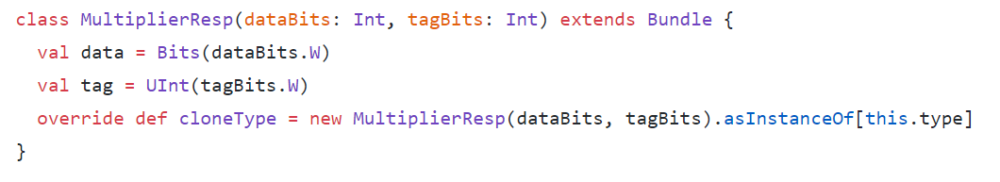 class MultiplierResp(dataBits: Int, tagBits: Int) extends Bundle {
  val data = Bits(dataBits.W)
  val tag = UInt(tagBits.W)
  override def cloneType = new MultiplierResp(dataBits, tagBits).asInstanceOf[this.type]
}